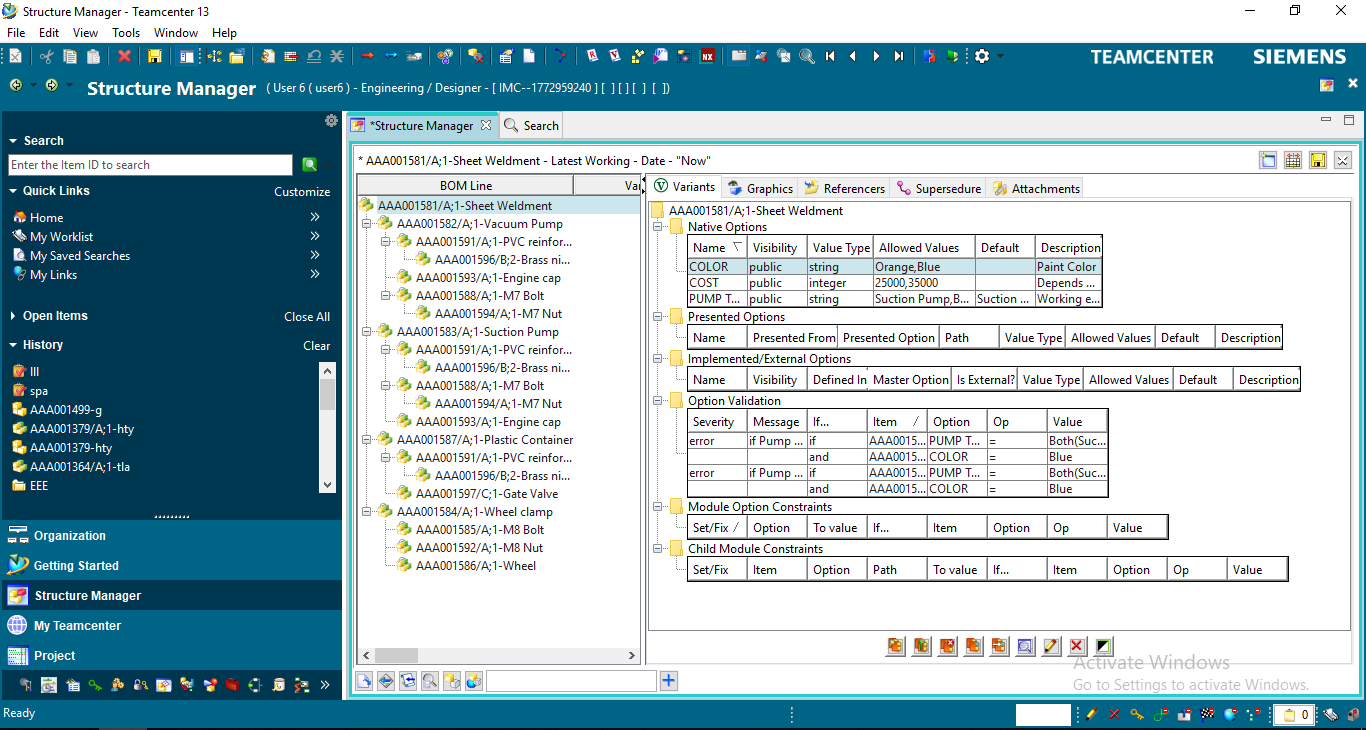 Structure Manager - Teamcenter 13
File Edit View Tools Window Help
TEAMCENTER SIEMENS
Structure Manager ( User 6 ( user6 ) - Engineering / Designer - [ IMC--1772959240 ] [ ] [ ] [ ] [ ])
Search
Enter the Item ID to search
Quick Links Customize
Home
My Worklist
My Saved Searches
My Links
Open Items Close All
History Clear
III
spa
AAA001499-g
AAA001379/A;1-hty
AAA001379-hty
AAA001364/A;1-tla
EEE
Organization
Getting Started
Structure Manager
My Teamcenter
Project
*Structure Manager Search
* AAA001581/A;1-Sheet Weldment - Latest Working - Date - "Now"
BOM Line
AAA001581/A;1-Sheet Weldment
AAA001582/A;1-Vacuum Pump
AAA001591/A;1-PVC reinfor...
AAA001596/B;2-Brass ni...
AAA001593/A;1-Engine cap
AAA001588/A;1-M7 Bolt
AAA001594/A;1-M7 Nut
AAA001583/A;1-Suction Pump
AAA001591/A;1-PVC reinfor...
AAA001596/B;2-Brass ni...
AAA001588/A;1-M7 Bolt
AAA001594/A;1-M7 Nut
AAA001593/A;1-Engine cap
AAA001587/A;1-Plastic Container
AAA001591/A;1-PVC reinfor...
AAA001596/B;2-Brass ni...
AAA001597/C;1-Gate Valve
AAA001584/A;1-Wheel clamp
AAA001585/A;1-M8 Bolt
AAA001592/A;1-M8 Nut
AAA001586/A;1-Wheel
Variants Graphics Referencers Supersedure Attachments
AAA001581/A;1-Sheet Weldment
Native Options
Name Visibility Value Type Allowed Values Default Description
COLOR public string Orange,Blue Paint Color
COST public integer 25000,35000 Depends ...
PUMP T... public string Suction Pump,B... Suction ... Working e...
Presented Options
Name Presented From Presented Option Path Value Type Allowed Values Default Description
Implemented/External Options
Name Visibility Defined In Master Option Is External? Value Type Allowed Values Default Description
Option Validation
Severity Message If... Item / Option Op Value
error if Pump ... if AAA0015... PUMP T... = Both(Suc...
and AAA0015... COLOR = Blue
error if Pump ... if AAA0015... PUMP T... = Both(Suc...
and AAA0015... COLOR = Blue
Module Option Constraints
Set/Fix / Option To value If... Item Option Op Value
Child Module Constraints
Set/Fix Item Option Path To value If... Item Option Op Value
Activate Windows
Go to Settings to activate Windows.
Ready
0